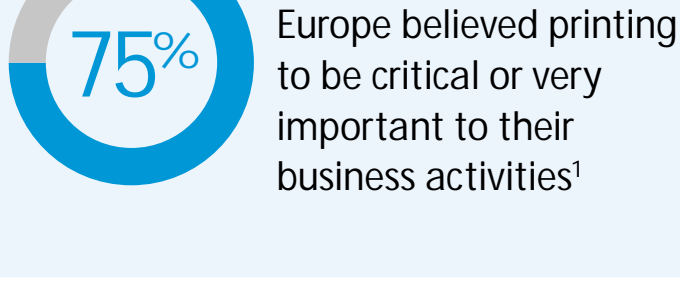 75%
Europe believed printing
to be critical or very
important to their
business activities¹